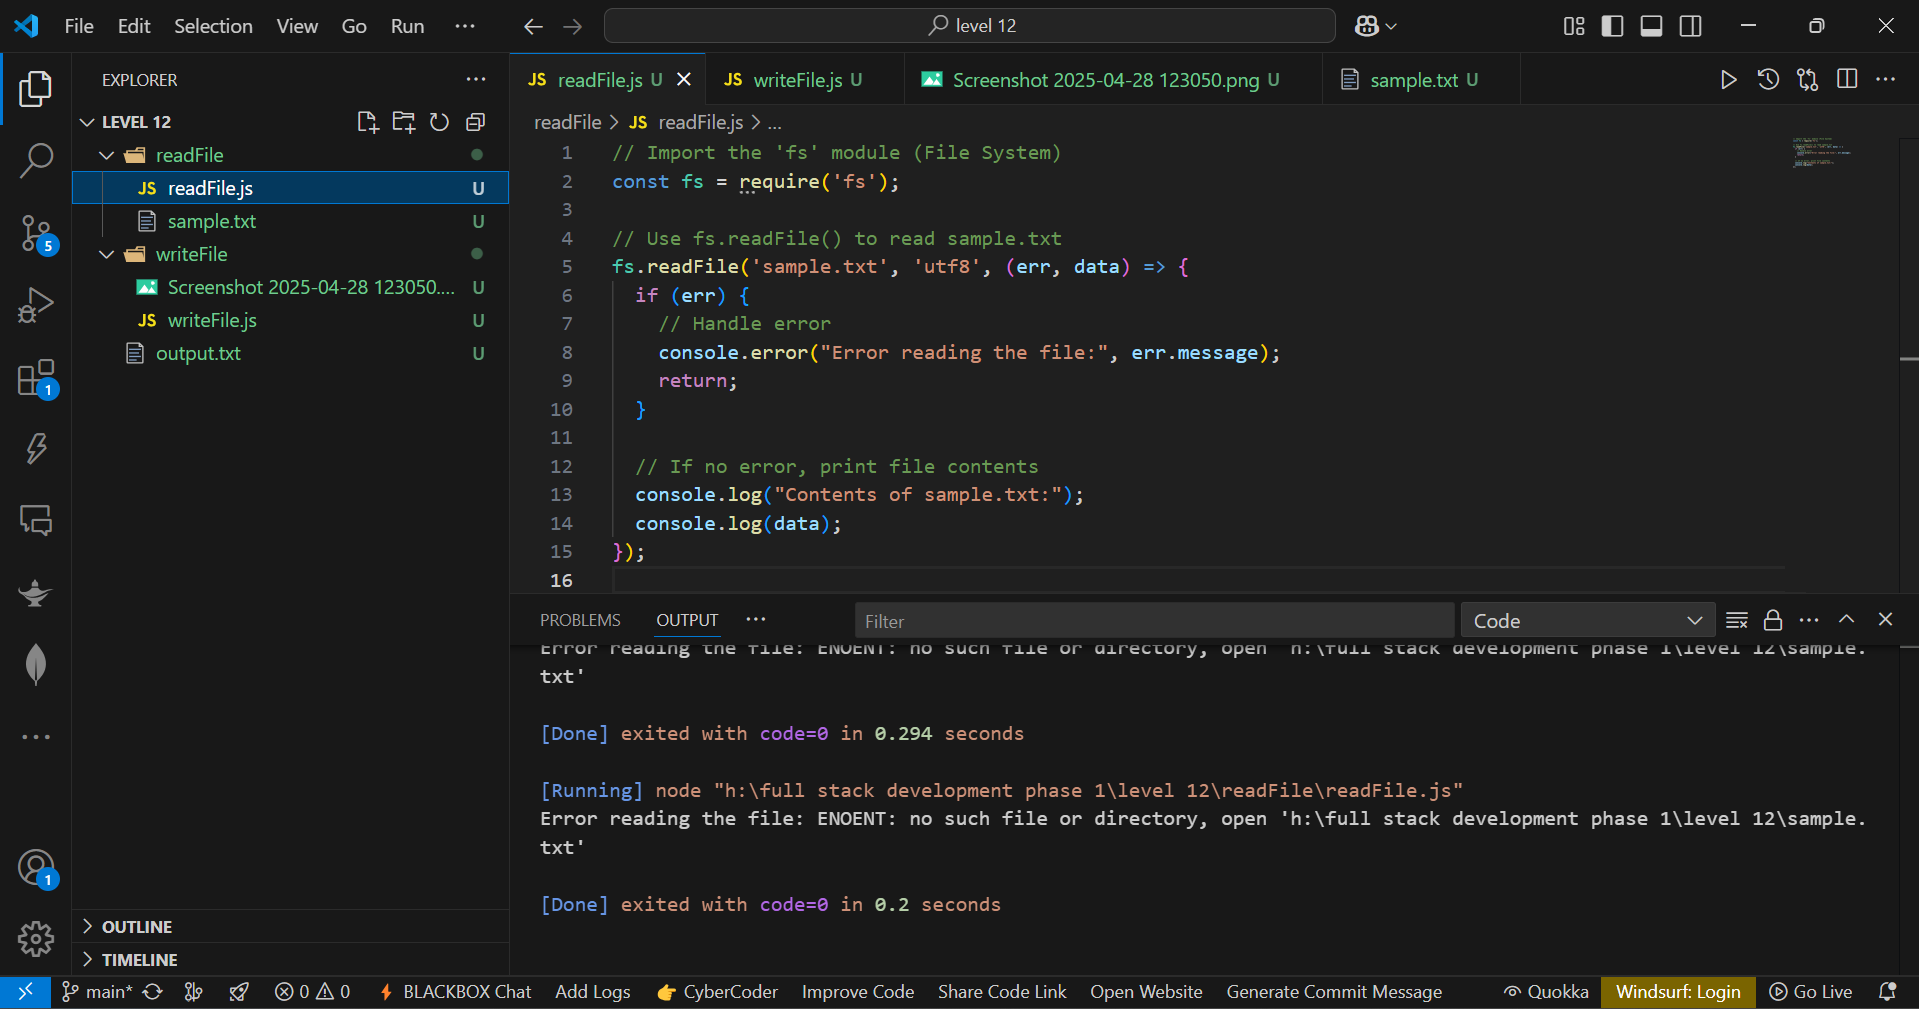 File Edit Selection View Go Run ··· level 12
EXPLORER ···
LEVEL 12
readFile
JS readFile.js U
sample.txt U
writeFile
Screenshot 2025-04-28 123050.... U
JS writeFile.js U
output.txt U
OUTLINE
TIMELINE
JS readFile.js U JS writeFile.js U Screenshot 2025-04-28 123050.png U sample.txt U
readFile > JS readFile.js > ...
1 // Import the 'fs' module (File System)
2 const fs = require('fs');
3
4 // Use fs.readFile() to read sample.txt
5 fs.readFile('sample.txt', 'utf8', (err, data) => {
6 if (err) {
7 // Handle error
8 console.error("Error reading the file:", err.message);
9 return;
10 }
11
12 // If no error, print file contents
13 console.log("Contents of sample.txt:");
14 console.log(data);
15 });
16
PROBLEMS OUTPUT ··· Filter Code
Error reading the file: ENOENT: no such file or directory, open 'h:\full stack development phase 1\level 12\sample.
txt'
[Done] exited with code=0 in 0.294 seconds
[Running] node "h:\full stack development phase 1\level 12\readFile\readFile.js"
Error reading the file: ENOENT: no such file or directory, open 'h:\full stack development phase 1\level 12\sample.
txt'
[Done] exited with code=0 in 0.2 seconds
5
1
1
main* 0 0 BLACKBOX Chat Add Logs CyberCoder Improve Code Share Code Link Open Website Generate Commit Message Quokka Windsurf: Login Go Live